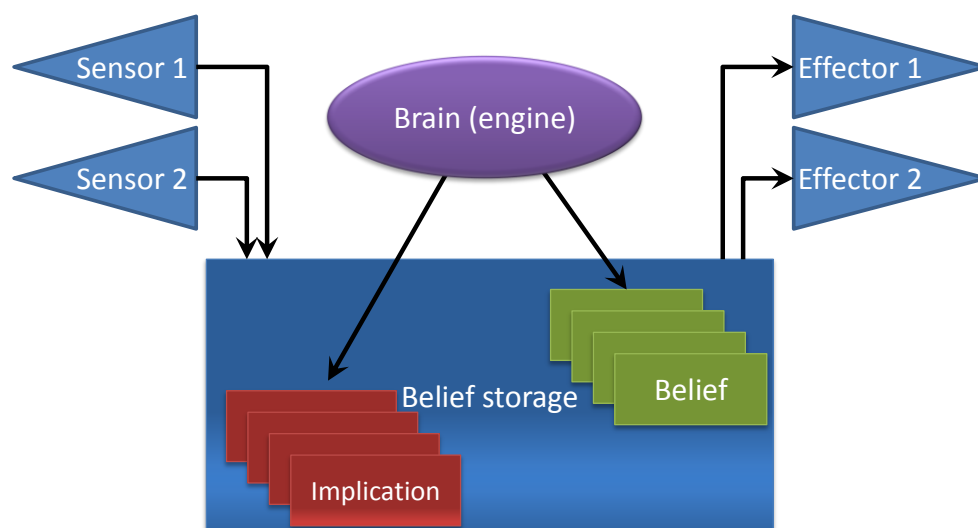 Sensor 1
Effector 1
Brain (engine)
Sensor 2
Effector 2
Belief storage
Belief
Implication